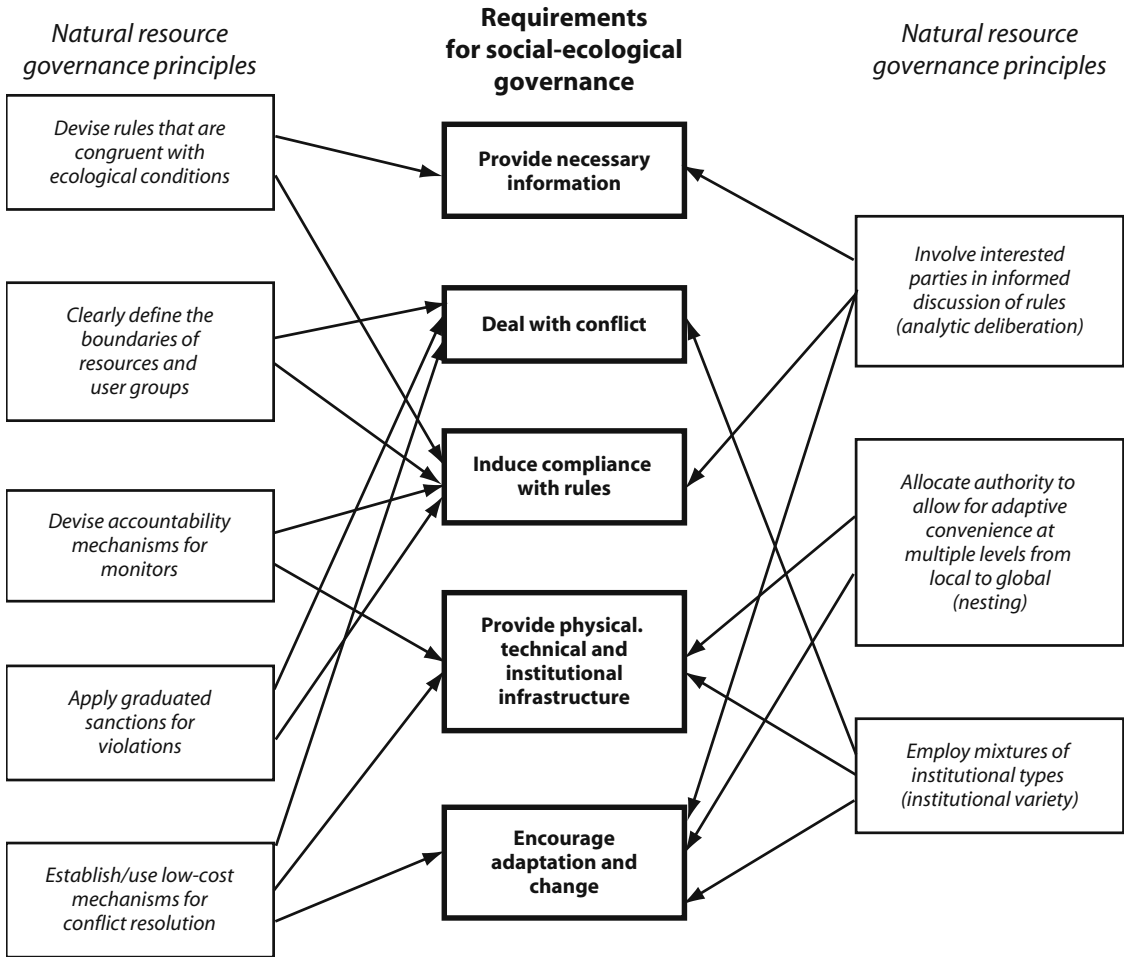 Natural resource
governance principles
Devise rules that are
congruent with
ecological conditions
Clearly define the
boundaries of
resources and
user groups
Devise accountability
mechanisms for
monitors
Apply graduated
sanctions for
violations
Establish/use low-cost
mechanisms for
conflict resolution
Requirements
for social-ecological
governance
Provide necessary
information
Deal with conflict
Induce compliance
with rules
Provide physical.
technical and
institutional
infrastructure
Encourage
adaptation and
change
Natural resource
governance principles
Involve interested
parties in informed
discussion of rules
(analytic deliberation)
Allocate authority to
allow for adaptive
convenience at
multiple levels from
local to global
(nesting)
Employ mixtures of
institutional types
(institutional variety)